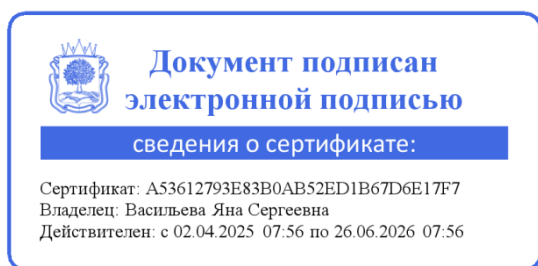 Документ подписан
электронной подписью
сведения о сертификате:
Сертификат: A53612793E83B0AB52ED1B67D6E17F7
Владелец: Васильева Яна Сергеевна
Действителен: с 02.04.2025 07:56 по 26.06.2026 07:56